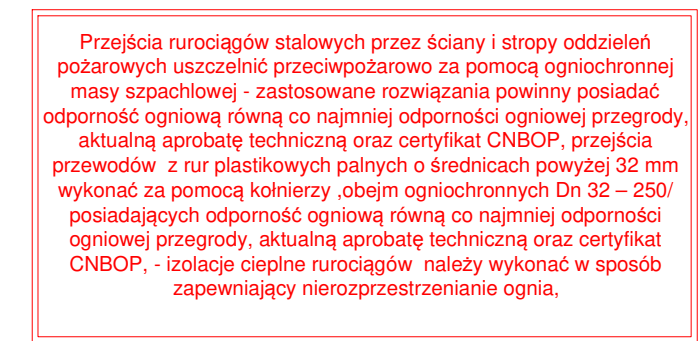 Przejścia rurociągów stalowych przez ściany i stropy oddzieleń
pożarowych uszczelnić przeciwpożarowo za pomocą ogniochronnej
masy szpachlowej - zastosowane rozwiązania powinny posiadać
odporność ogniową równą co najmniej odporności ogniowej przegrody,
aktualną aprobatę techniczną oraz certyfikat CNBOP, przejścia
przewodów z rur plastikowych palnych o średnicach powyżej 32 mm
wykonać za pomocą kołnierzy ,obejm ogniochronnych Dn 32 – 250/
posiadających odporność ogniową równą co najmniej odporności
ogniowej przegrody, aktualną aprobatę techniczną oraz certyfikat
CNBOP, - izolacje cieplne rurociągów należy wykonać w sposób
zapewniający nierozprzestrzenianie ognia,